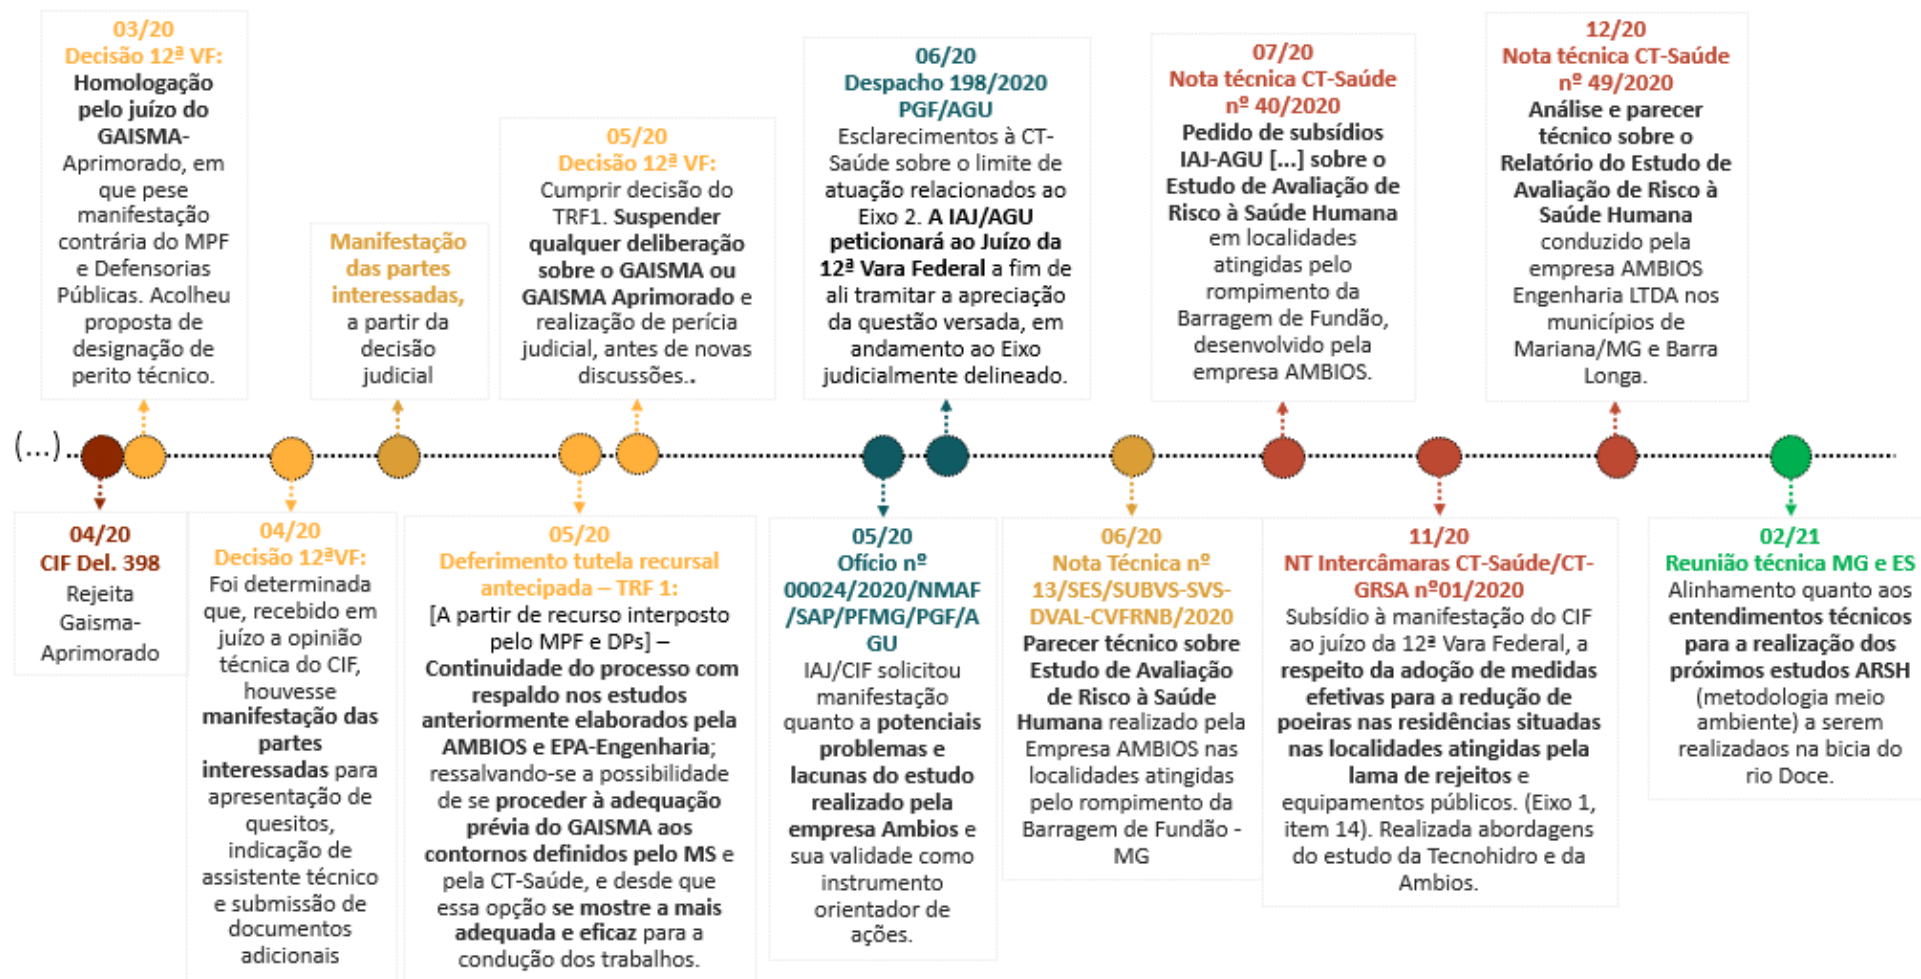 03/20
Decisão 12ª VF:
Homologação
pelo juízo do
GAISMA-
Aprimorado, em
que pese
manifestação
contrária do MPF
e Defensorias
Públicas. Acolheu
proposta de
designação de
perito técnico.
Manifestação
das partes
interessadas,
a partir da
decisão
judicial
05/20
Decisão 12ª VF:
Cumprir decisão do
TRF1. Suspender
qualquer deliberação
sobre o GAISMA ou
GAISMA Aprimorado e
realização de perícia
judicial, antes de novas
discussões..
06/20
Despacho 198/2020
PGF/AGU
Esclarecimentos à CT-
Saúde sobre o limite de
atuação relacionados ao
Eixo 2. A IAJ/AGU
peticionará ao Juízo da
12ª Vara Federal a fim de
ali tramitar a apreciação
da questão versada, em
andamento ao Eixo
judicialmente delineado.
07/20
Nota técnica CT-Saúde
nº 40/2020
Pedido de subsídios
IAJ-AGU [...] sobre o
Estudo de Avaliação de
Risco à Saúde Humana
em localidades
atingidas pelo
rompimento da
Barragem de Fundão,
desenvolvido pela
empresa AMBIOS.
12/20
Nota técnica CT-Saúde
nº 49/2020
Análise e parecer
técnico sobre o
Relatório do Estudo de
Avaliação de Risco à
Saúde Humana
conduzido pela
empresa AMBIOS
Engenharia LTDA nos
municípios de
Mariana/MG e Barra
Longa.
(...)
04/20
CIF Del. 398
Rejeita
Gaisma-
Aprimorado
04/20
Decisão 12ªVF:
Foi determinada
que, recebido em
juízo a opinião
técnica do CIF,
houvesse
manifestação das
partes
interessadas para
apresentação de
quesitos,
indicação de
assistente técnico
e submissão de
documentos
adicionais
05/20
Deferimento tutela recursal
antecipada – TRF 1:
[A partir de recurso interposto
pelo MPF e DPs] –
Continuidade do processo com
respaldo nos estudos
anteriormente elaborados pela
AMBIOS e EPA-Engenharia;
ressalvando-se a possibilidade
de se proceder à adequação
prévia do GAISMA aos
contornos definidos pelo MS e
pela CT-Saúde, e desde que
essa opção se mostre a mais
adequada e eficaz para a
condução dos trabalhos.
05/20
Ofício nº
00024/2020/NMAF
/SAP/PFMG/PGF/A
GU
IAJ/CIF solicitou
manifestação
quanto a potenciais
problemas e
lacunas do estudo
realizado pela
empresa Ambios e
sua validade como
instrumento
orientador de
ações.
06/20
Nota Técnica nº
13/SES/SUBVS-SVS-
DVAL-CVFRNB/2020
Parecer técnico sobre
Estudo de Avaliação
de Risco à Saúde
Humana realizado pela
Empresa AMBIOS nas
localidades atingidas
pelo rompimento da
Barragem de Fundão -
MG
11/20
NT Intercâmaras CT-Saúde/CT-
GRSA nº01/2020
Subsídio à manifestação do CIF
ao juízo da 12ª Vara Federal, a
respeito da adoção de medidas
efetivas para a redução de
poeiras nas residências situadas
nas localidades atingidas pela
lama de rejeitos e
equipamentos públicos. (Eixo 1,
item 14). Realizada abordagens
do estudo da Tecnohidro e da
Ambios.
02/21
Reunião técnica MG e ES
Alinhamento quanto aos
entendimentos técnicos
para a realização dos
próximos estudos ARSH
(metodologia meio
ambiente) a serem
realizadaos na bicia do
rio Doce.